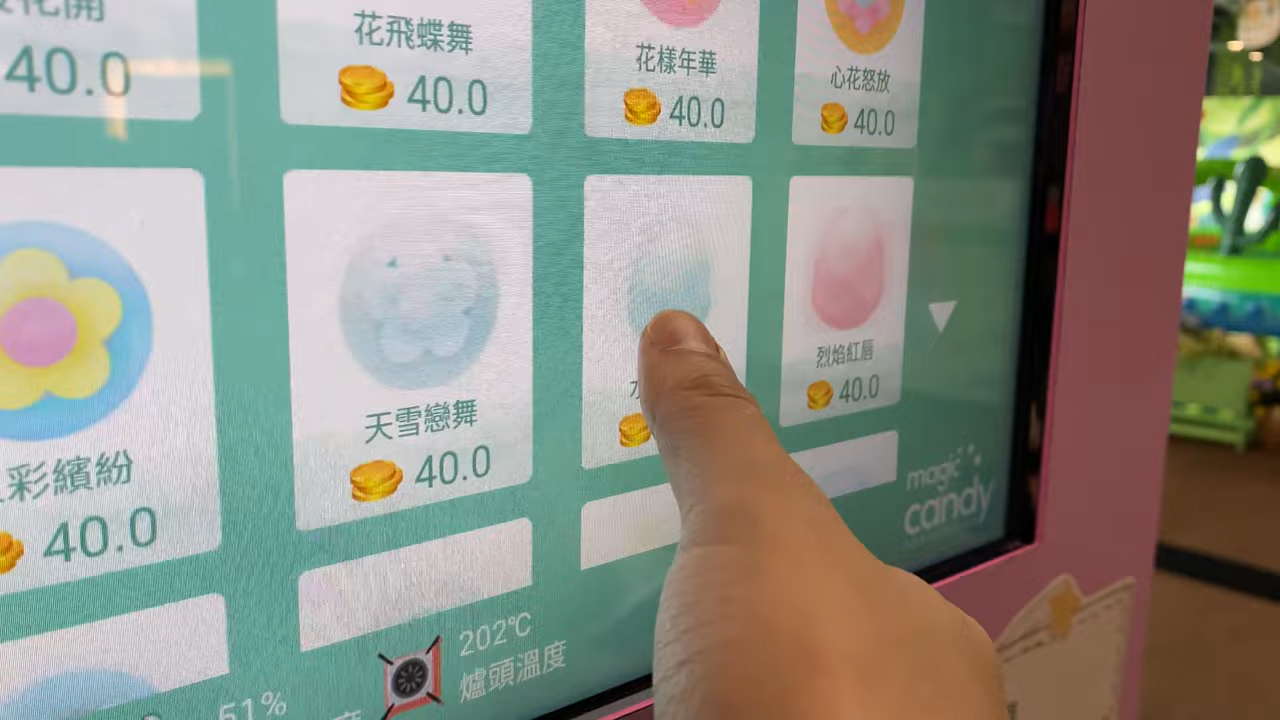 花開
40.0
花飛蝶舞
40.0
花樣年華
40.0
心花怒放
40.0
彩繽紛
40.0
天雪戀舞
40.0
烈焰紅唇
40.0
magic
candy
51%
202℃
爐頭溫度